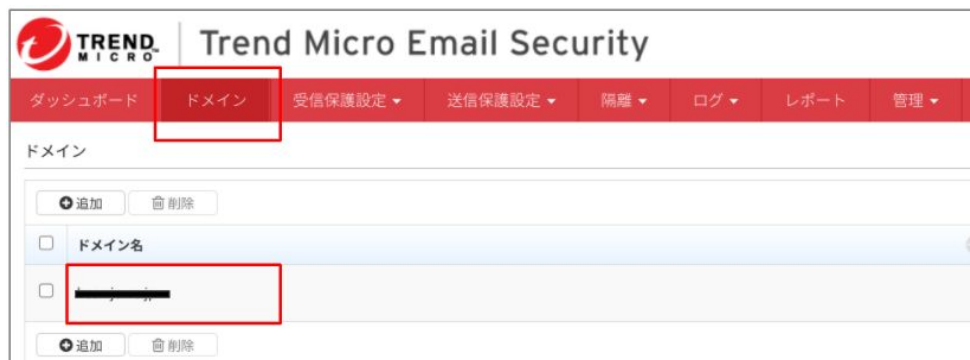 TREND MICRO Trend Micro Email Security
ダッシュボード ドメイン 受信保護設定 送信保護設定 隔離 ログ レポート 管理
ドメイン
追加 削除
ドメイン名
追加 削除